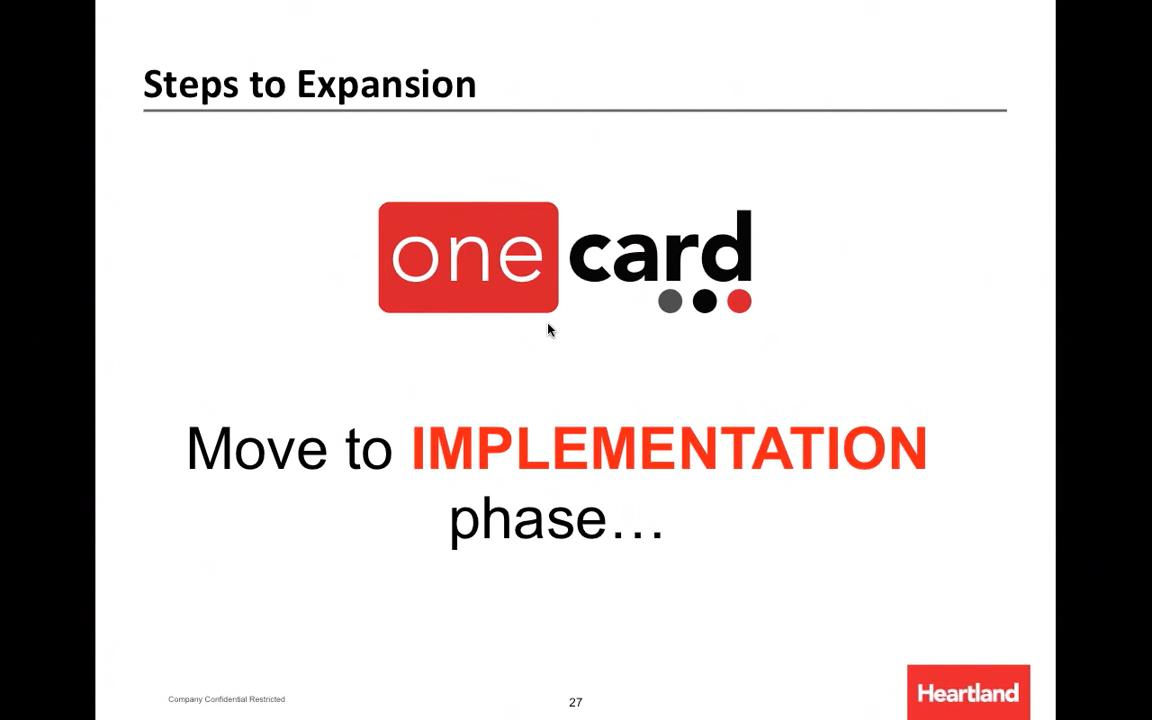 Steps to Expansion
one card
Move to IMPLEMENTATION
phase…
Company Confidential Restricted
27
Heartland